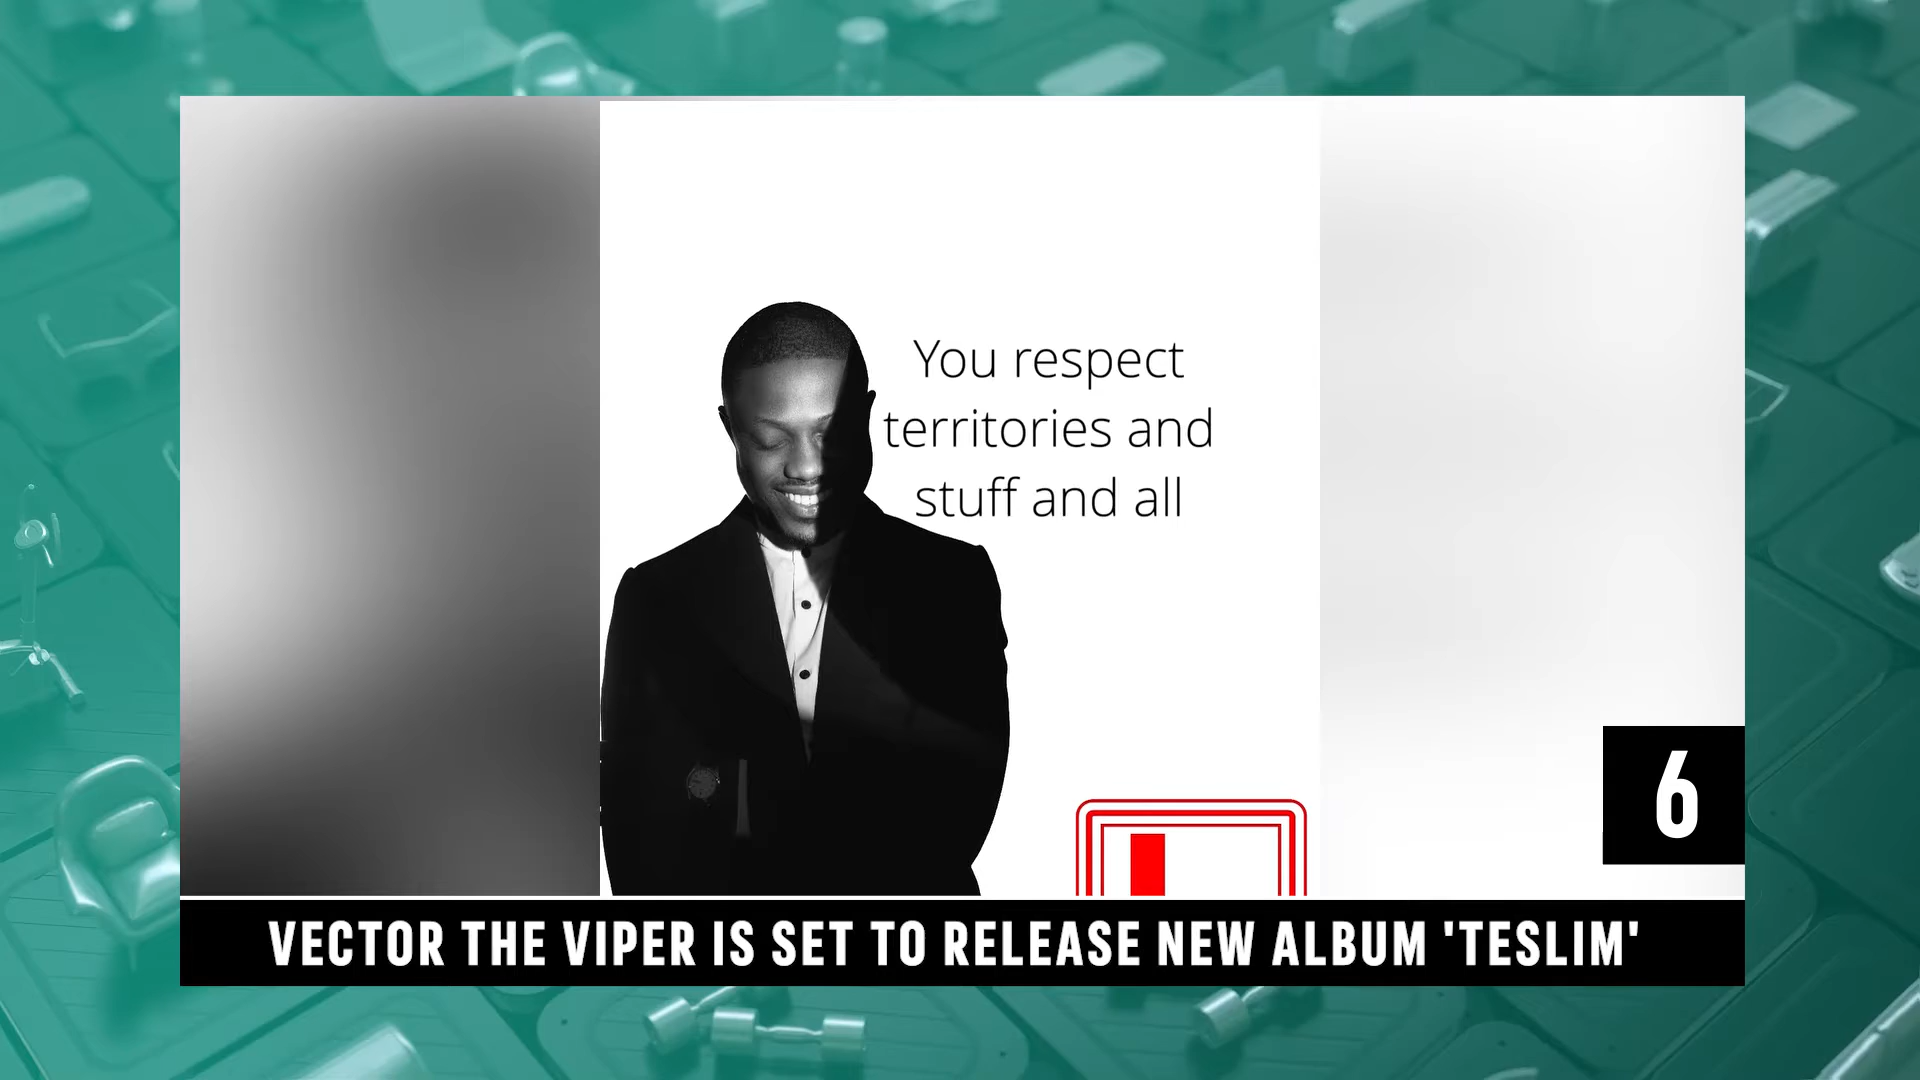 You respect
territories and
stuff and all
6
VECTOR THE VIPER IS SET TO RELEASE NEW ALBUM 'TESLIM'